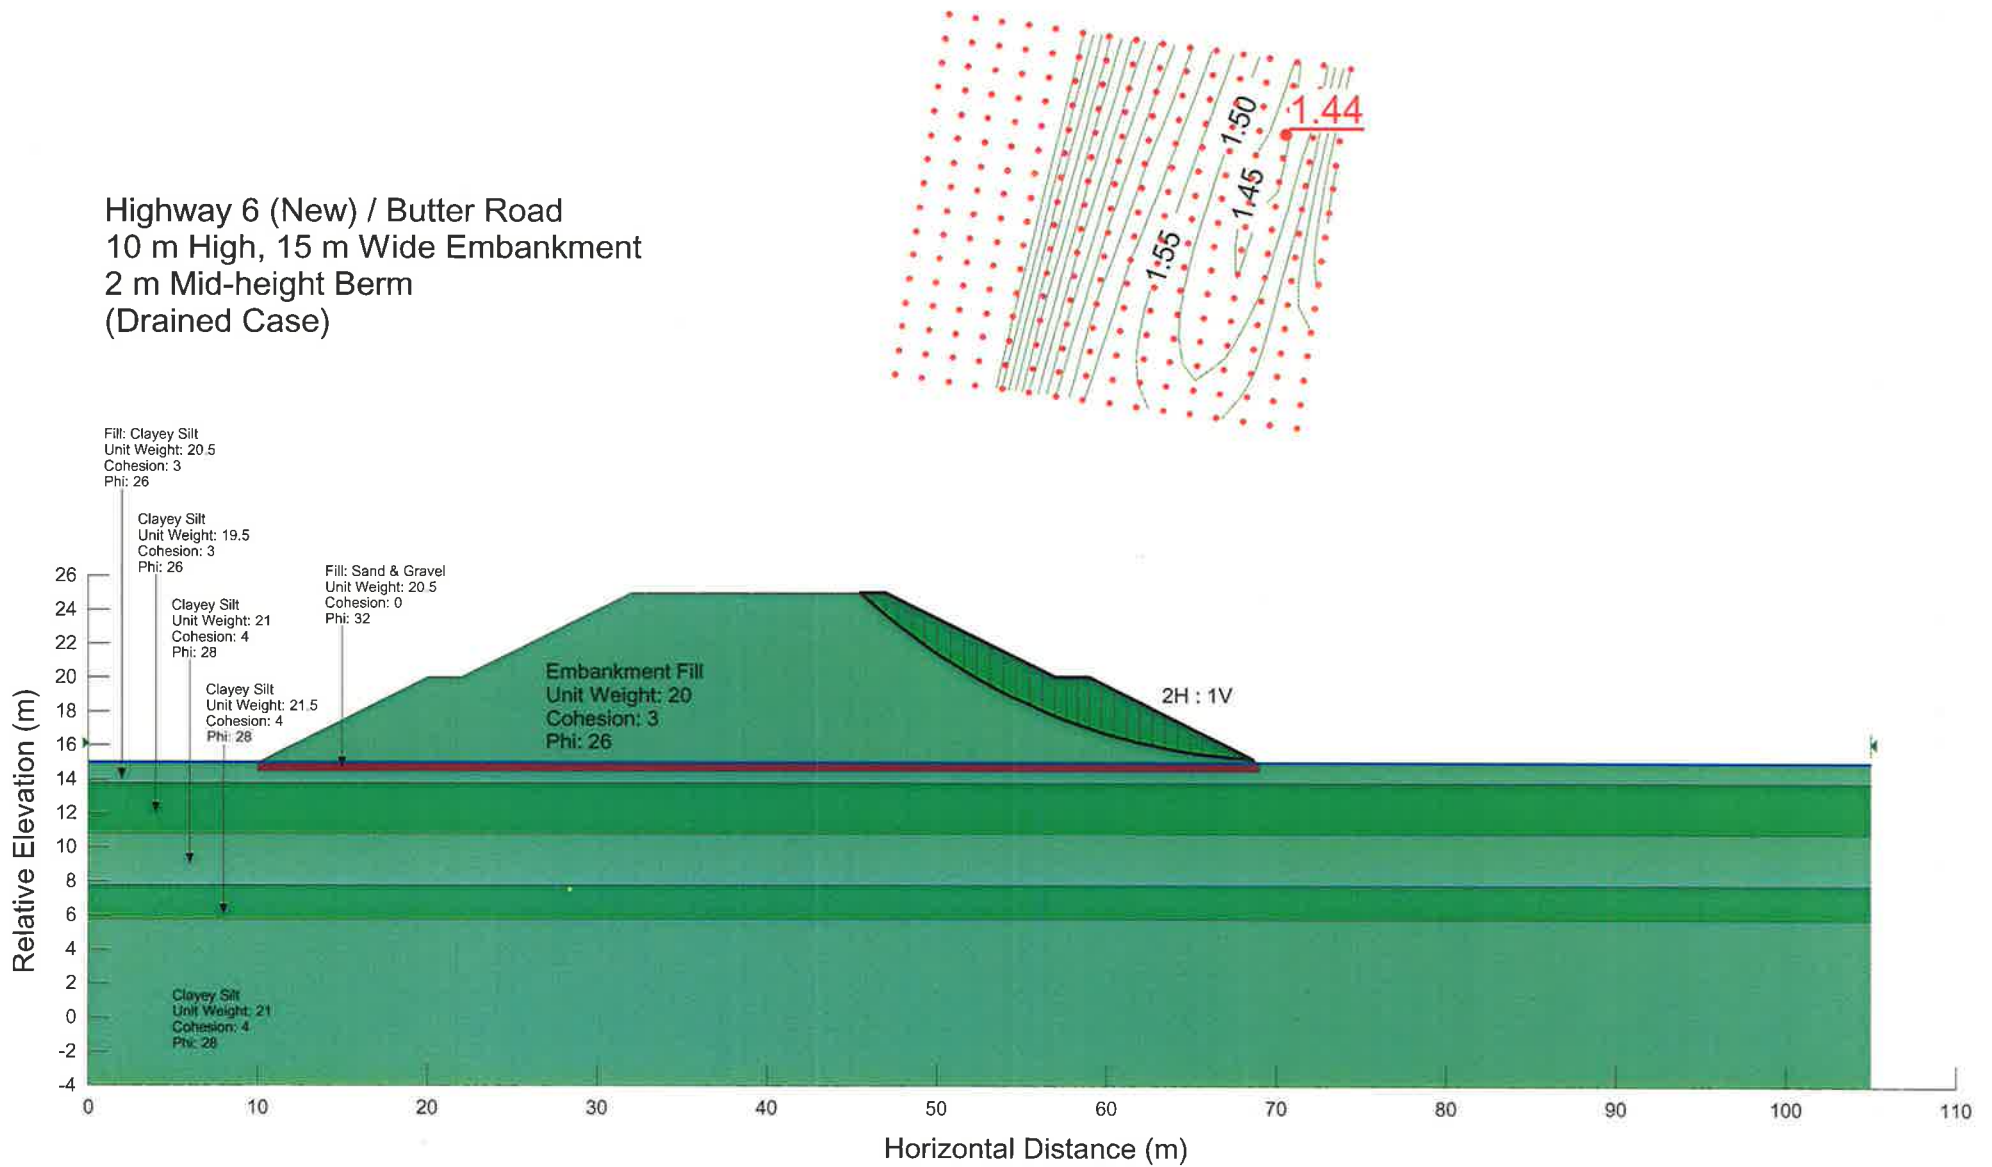 1.44
1.50
1.45
1.55
Highway 6 (New) / Butter Road
10 m High, 15 m Wide Embankment
2 m Mid-height Berm
(Drained Case)
Fill: Clayey Silt
Unit Weight: 20.5
Cohesion: 3
Phi: 26
Clayey Silt
Unit Weight: 19.5
Cohesion: 3
Phi: 26
Clayey Silt
Unit Weight: 21
Cohesion: 4
Phi: 28
Clayey Silt
Unit Weight: 21.5
Cohesion: 4
Phi: 28
Fill: Sand & Gravel
Unit Weight: 20.5
Cohesion: 0
Phi: 32
Embankment Fill
Unit Weight: 20
Cohesion: 3
Phi: 26
2H : 1V
Clayey Silt
Unit Weight: 21
Cohesion: 4
Phi: 28
Relative Elevation (m)
26
24
22
20
18
16
14
12
10
8
6
4
2
0
-2
-4
0 10 20 30 40 50 60 70 80 90 100 110
Horizontal Distance (m)